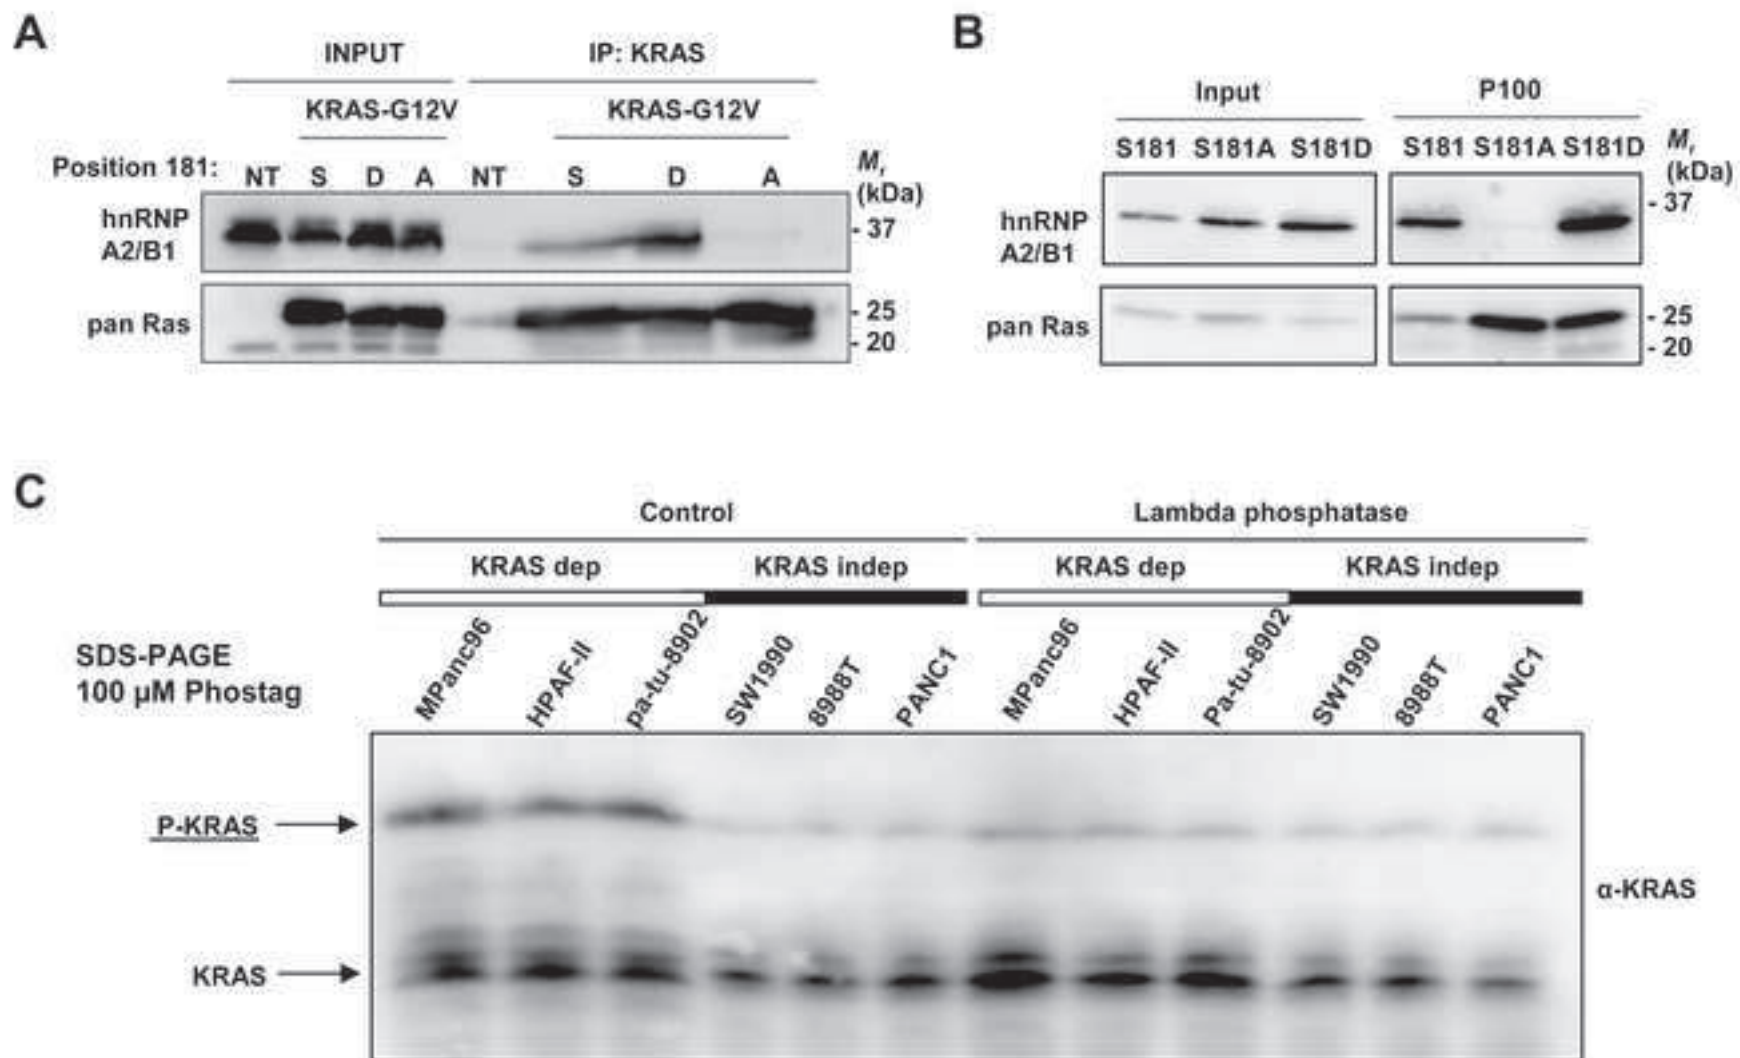 A
INPUT IP: KRAS
KRAS-G12V KRAS-G12V
Position 181: NT S D A NT S D A Mr (kDa)
hnRNP A2/B1 - 37
pan Ras - 25
- 20
B
Input P100
S181 S181A S181D S181 S181A S181D Mr (kDa)
hnRNP A2/B1 - 37
pan Ras - 25
- 20
C
Control Lambda phosphatase
KRAS dep KRAS indep KRAS dep KRAS indep
SDS-PAGE
100 µM Phostag
MPanc96 HPAF-II pa-tu-8902 SW1990 8988T PANC1 MPanc96 HPAF-II Pa-tu-8902 SW1990 8988T PANC1
P-KRAS
α-KRAS
KRAS